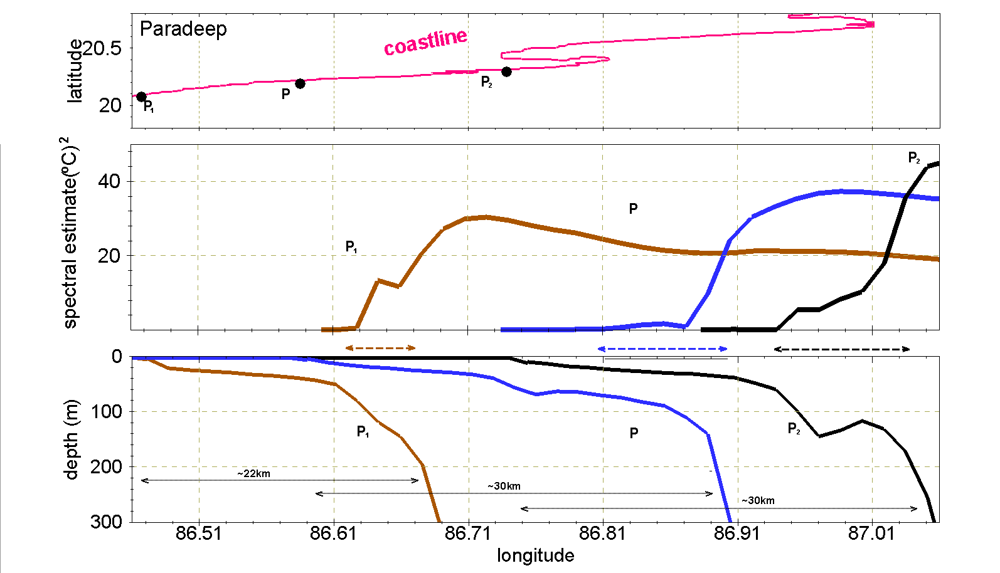 Paradeep
coastline
latitude
20.5
20
P₁
P
P₂
spectral estimate(ºC)²
40
20
P₁
P
P₂
depth (m)
0
100
200
300
P₁
P
P₂
~22km
~30km
~30km
86.51 86.61 86.71 86.81 86.91 87.01
longitude